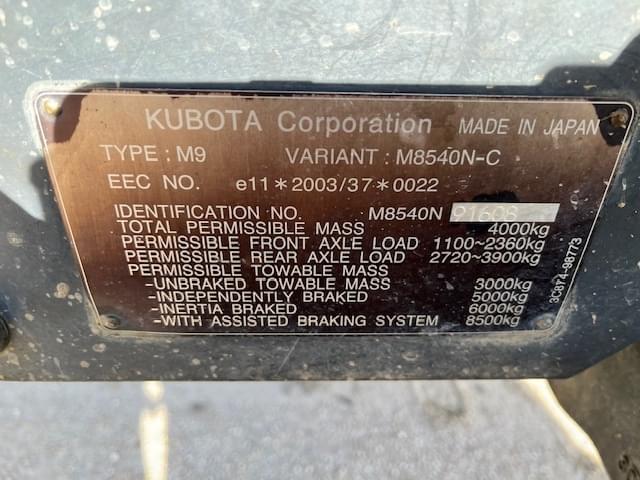 KUBOTA Corporation MADE IN JAPAN
TYPE : M9 VARIANT : M8540N-C
EEC NO. e11*2003/37*0022
IDENTIFICATION NO. M8540N 91608
TOTAL PERMISSIBLE MASS 4000kg
PERMISSIBLE FRONT AXLE LOAD 1100~2360kg
PERMISSIBLE REAR AXLE LOAD 2720~3900kg
PERMISSIBLE TOWABLE MASS
-UNBRAKED TOWABLE MASS 3000kg
-INDEPENDENTLY BRAKED 5000kg
-INERTIA BRAKED 6000kg
-WITH ASSISTED BRAKING SYSTEM 8500kg
3C874-98773